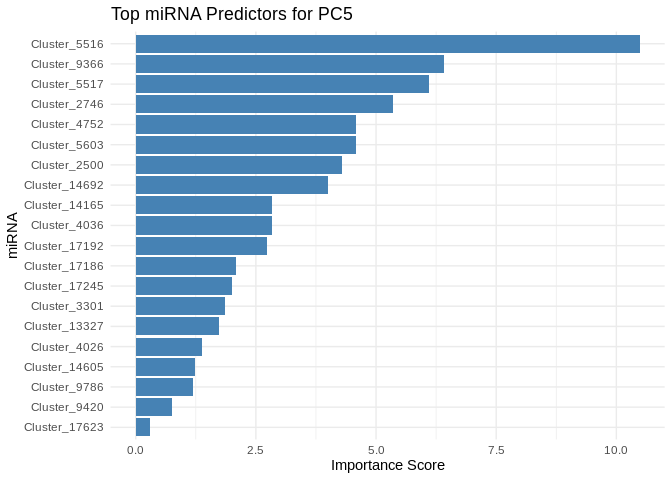 Top miRNA Predictors for PC5
miRNA
Cluster_5516
Cluster_9366
Cluster_5517
Cluster_2746
Cluster_4752
Cluster_5603
Cluster_2500
Cluster_14692
Cluster_14165
Cluster_4036
Cluster_17192
Cluster_17186
Cluster_17245
Cluster_3301
Cluster_13327
Cluster_4026
Cluster_14605
Cluster_9786
Cluster_9420
Cluster_17623
0.0 2.5 5.0 7.5 10.0
Importance Score